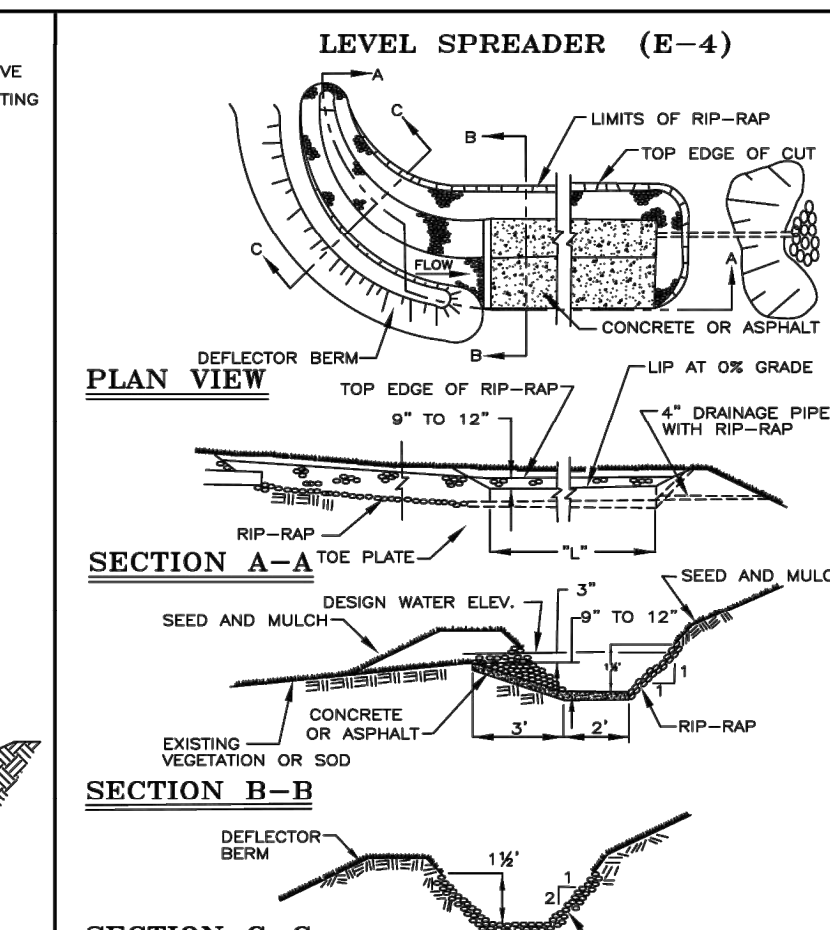 VE
TING
LEVEL SPREADER (E-4)
A
C
B
LIMITS OF RIP-RAP
TOP EDGE OF CUT
C
FLOW
A
CONCRETE OR ASPHALT
DEFLECTOR BERM
B
PLAN VIEW
LIP AT 0% GRADE
TOP EDGE OF RIP-RAP
9" TO 12"
4" DRAINAGE PIPE
WITH RIP-RAP
RIP-RAP
TOE PLATE
"L"
SECTION A-A
SEED AND MULC
3"
DESIGN WATER ELEV.
9" TO 12"
SEED AND MULCH
1½'
1
1
CONCRETE
OR ASPHALT
3'
2'
RIP-RAP
EXISTING
VEGETATION OR SOD
SECTION B-B
DEFLECTOR
BERM
1½'
1
2
SECTION C-C